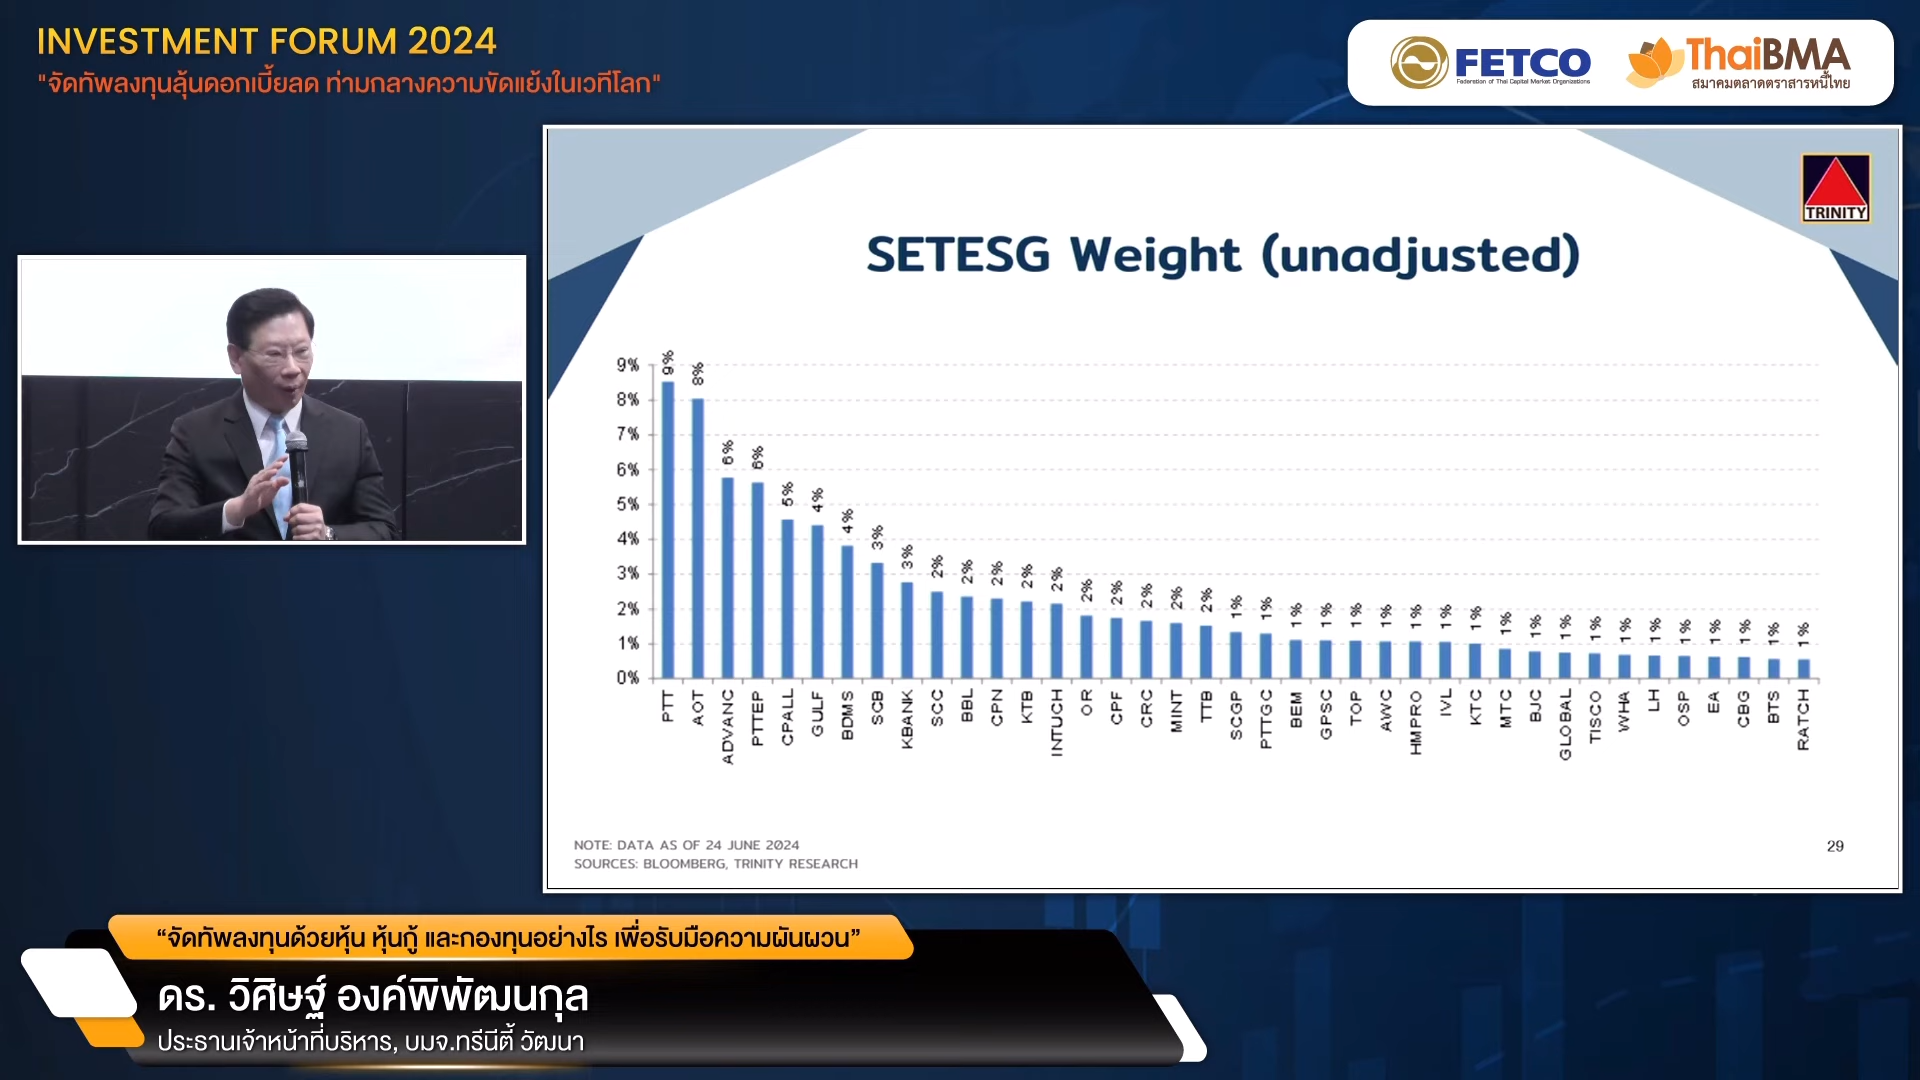 INVESTMENT FORUM 2024
"จัดทัพลงทุนลุ้นดอกเบี้ยลด ท่ามกลางความขัดแย้งในเวทีโลก"
FETCO
Federation of Thai Capital Market Organizations
ThaiBMA
สมาคมตลาดตราสารหนี้ไทย
TRINITY
SETESG Weight (unadjusted)
9%
8%
7%
6%
5%
4%
3%
2%
1%
0%
9% 8% 6% 6% 5% 4% 4% 3% 3% 2% 2% 2% 2% 2% 2% 2% 2% 2% 2% 1% 1% 1% 1% 1% 1% 1% 1% 1% 1% 1% 1% 1% 1% 1% 1% 1% 1% 1% 1%
PTT AOT ADVANC PTTEP CPALL GULF BDMS SCB KBANK SCC BBL CPN KTB INTUCH OR CPF CRC MINT TTB SCGP PTTGC BEM GPSC TOP AWC HMPRO IVL KTC MTC BJC GLOBAL TISCO WHA LH OSP EA CBG BTS RATCH
NOTE: DATA AS OF 24 JUNE 2024
SOURCES: BLOOMBERG, TRINITY RESEARCH
29
“จัดทัพลงทุนด้วยหุ้น หุ้นกู้ และกองทุนอย่างไร เพื่อรับมือความผันผวน”
ดร. วิศิษฐ์ องค์พิพัฒนกุล
ประธานเจ้าหน้าที่บริหาร, บมจ.ทรีนีตี้ วัฒนา